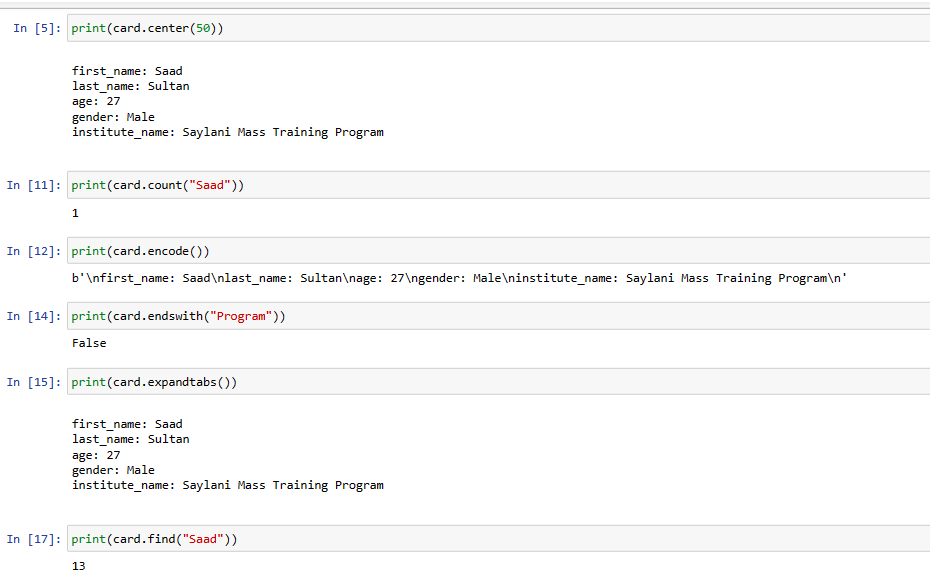 In [5]: print(card.center(50))
first_name: Saad
last_name: Sultan
age: 27
gender: Male
institute_name: Saylani Mass Training Program
In [11]: print(card.count("Saad"))
1
In [12]: print(card.encode())
b'\nfirst_name: Saad\nlast_name: Sultan\nage: 27\ngender: Male\ninstitute_name: Saylani Mass Training Program\n'
In [14]: print(card.endswith("Program"))
False
In [15]: print(card.expandtabs())
first_name: Saad
last_name: Sultan
age: 27
gender: Male
institute_name: Saylani Mass Training Program
In [17]: print(card.find("Saad"))
13